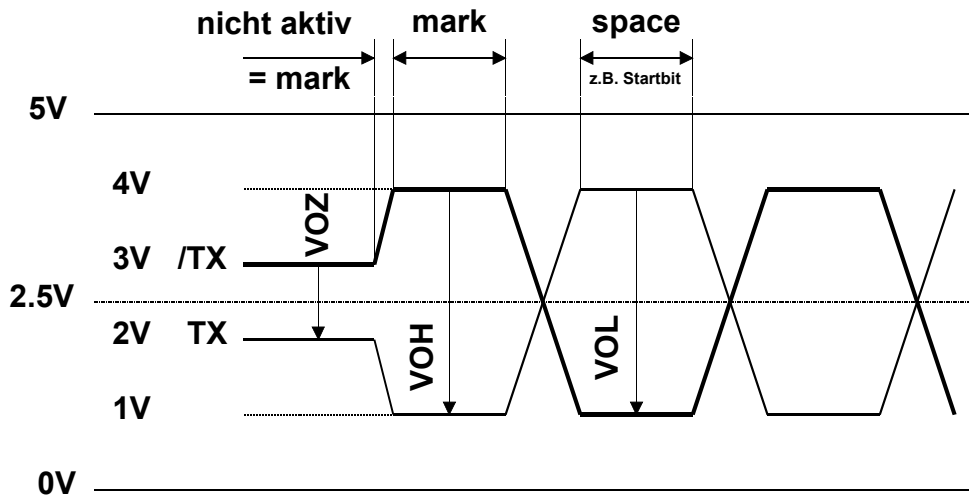 nicht aktiv
mark
space
= mark
z.B. Startbit
5V
4V
VOZ
3V /TX
2.5V
2V TX
VOH
VOL
1V
0V